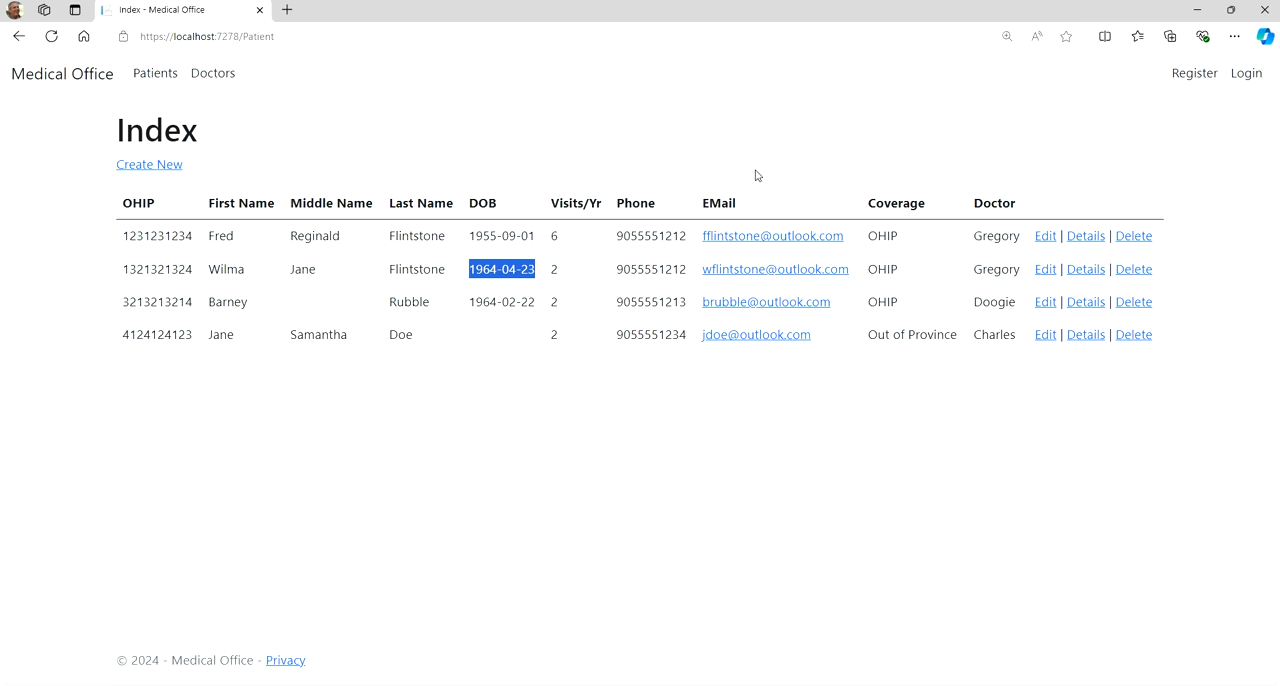 Index - Medical Office
https://localhost:7278/Patient
Medical Office Patients Doctors Register Login
Index
Create New
OHIP First Name Middle Name Last Name DOB Visits/Yr Phone EMail Coverage Doctor
1231231234 Fred Reginald Flintstone 1955-09-01 6 9055551212 fflintstone@outlook.com OHIP Gregory Edit | Details | Delete
1321321324 Wilma Jane Flintstone 1964-04-23 2 9055551212 wflintstone@outlook.com OHIP Gregory Edit | Details | Delete
3213213214 Barney Rubble 1964-02-22 2 9055551213 brubble@outlook.com OHIP Doogie Edit | Details | Delete
4124124123 Jane Samantha Doe 2 9055551234 jdoe@outlook.com Out of Province Charles Edit | Details | Delete
© 2024 - Medical Office - Privacy